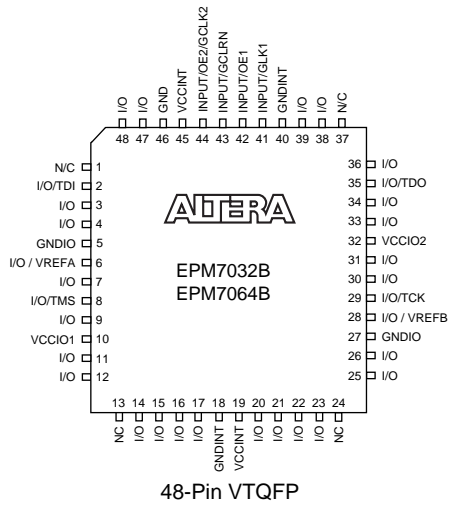 I/O
I/O
GND
VCCINT
INPUT/OE2/GCLK2
INPUT/GCLRN
INPUT/OE1
INPUT/GLK1
GNDINT
I/O
I/O
N/C
48 47 46 45 44 43 42 41 40 39 38 37
N/C 1
I/O/TDI 2
I/O 3
I/O 4
GNDIO 5
I/O / VREFA 6
I/O 7
I/O/TMS 8
I/O 9
VCCIO1 10
I/O 11
I/O 12
ALTERA
EPM7032B
EPM7064B
36 I/O
35 I/O/TDO
34 I/O
33 I/O
32 VCCIO2
31 I/O
30 I/O
29 I/O/TCK
28 I/O / VREFB
27 GNDIO
26 I/O
25 I/O
13 14 15 16 17 18 19 20 21 22 23 24
NC
I/O
I/O
I/O
I/O
GNDINT
VCCINT
I/O
I/O
I/O
I/O
NC
48-Pin VTQFP